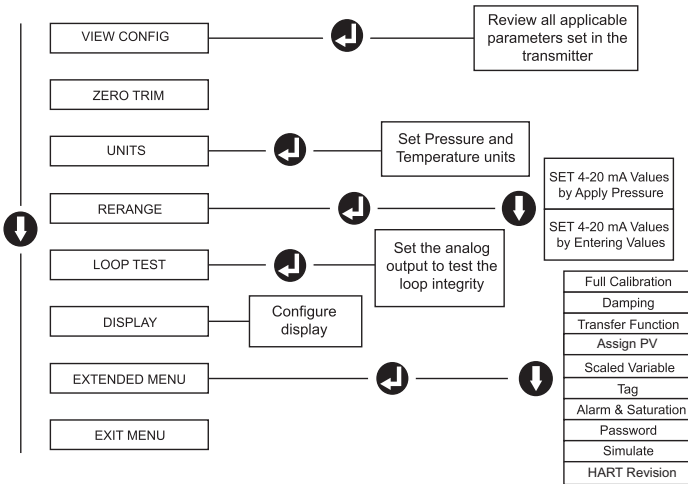 VIEW CONFIG
Review all applicable
parameters set in the
transmitter
ZERO TRIM
UNITS
Set Pressure and
Temperature units
RERANGE
SET 4-20 mA Values
by Apply Pressure
SET 4-20 mA Values
by Entering Values
LOOP TEST
Set the analog
output to test the
loop integrity
DISPLAY
Configure
display
EXTENDED MENU
Full Calibration
Damping
Transfer Function
Assign PV
Scaled Variable
Tag
Alarm & Saturation
Password
Simulate
HART Revision
EXIT MENU